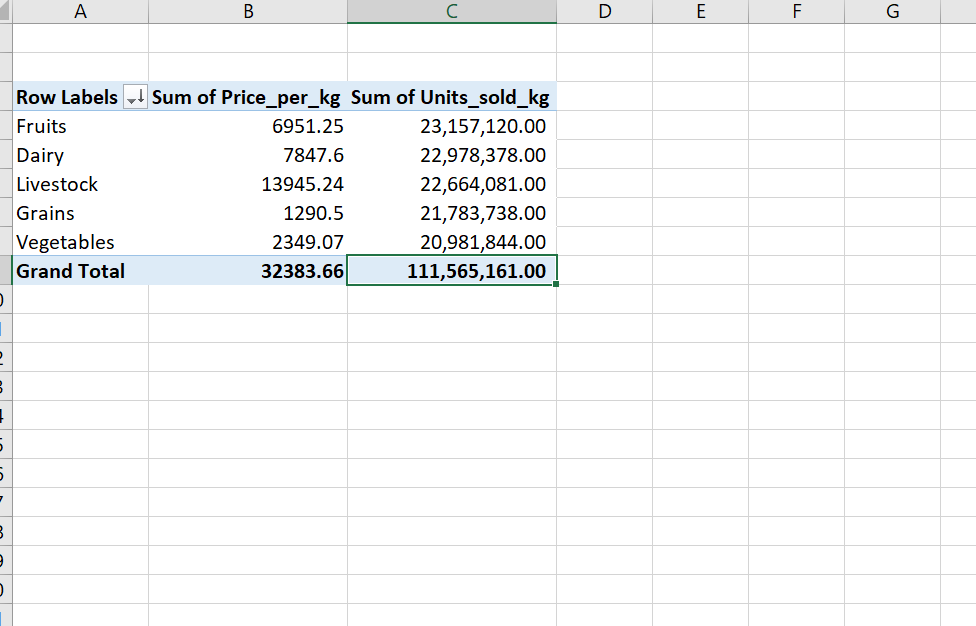 A B C D E F G
Row Labels Sum of Price_per_kg Sum of Units_sold_kg
Fruits 6951.25 23,157,120.00
Dairy 7847.6 22,978,378.00
Livestock 13945.24 22,664,081.00
Grains 1290.5 21,783,738.00
Vegetables 2349.07 20,981,844.00
Grand Total 32383.66 111,565,161.00